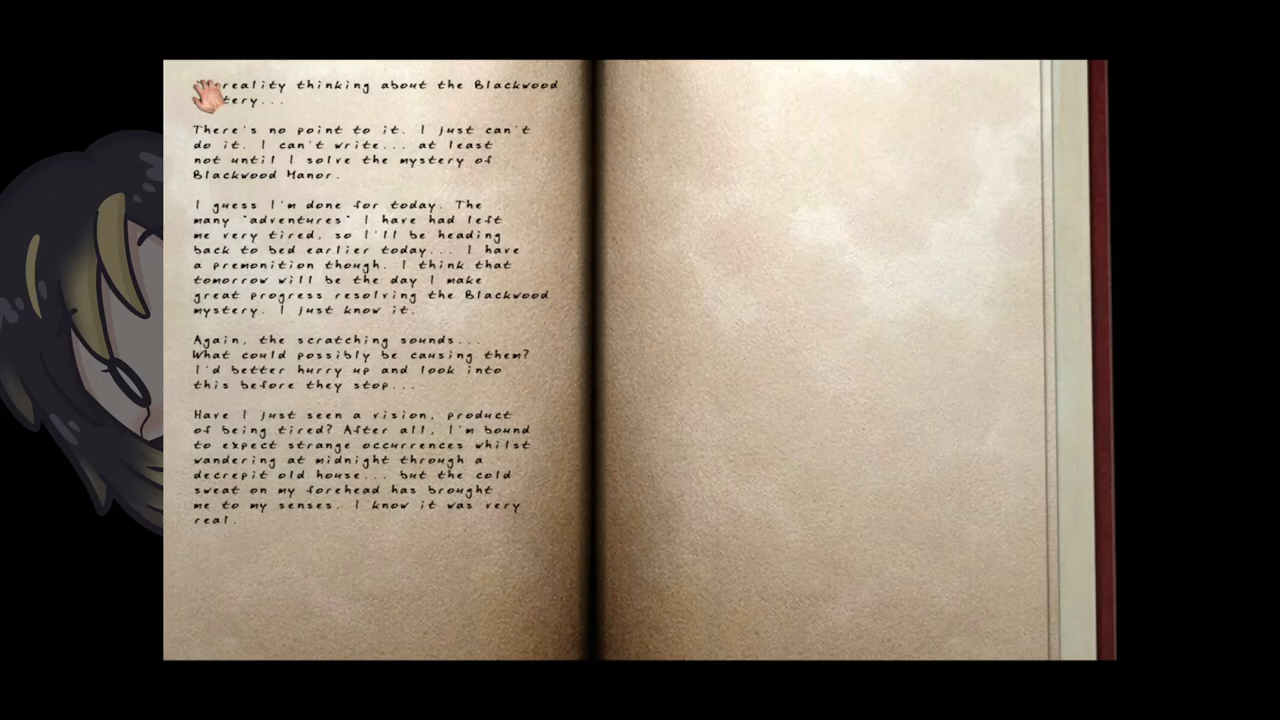 reality thinking about the Blackwood
tery...
There's no point to it. I just can't
do it. I can't write... at least
not until I solve the mystery of
Blackwood Manor.
I guess I'm done for today. The
many "adventures" I have had left
me very tired, so I'll be heading
back to bed earlier today... I have
a premonition though. I think that
tomorrow will be the day I make
great progress resolving the Blackwood
mystery. I just know it.
Again, the scratching sounds...
What could possibly be causing them?
I'd better hurry up and look into
this before they stop...
Have I just seen a vision, product
of being tired? After all, I'm bound
to expect strange occurrences whilst
wandering at midnight through a
decrepit old house... but the cold
sweat on my forehead has brought
me to my senses. I know it was very
real.